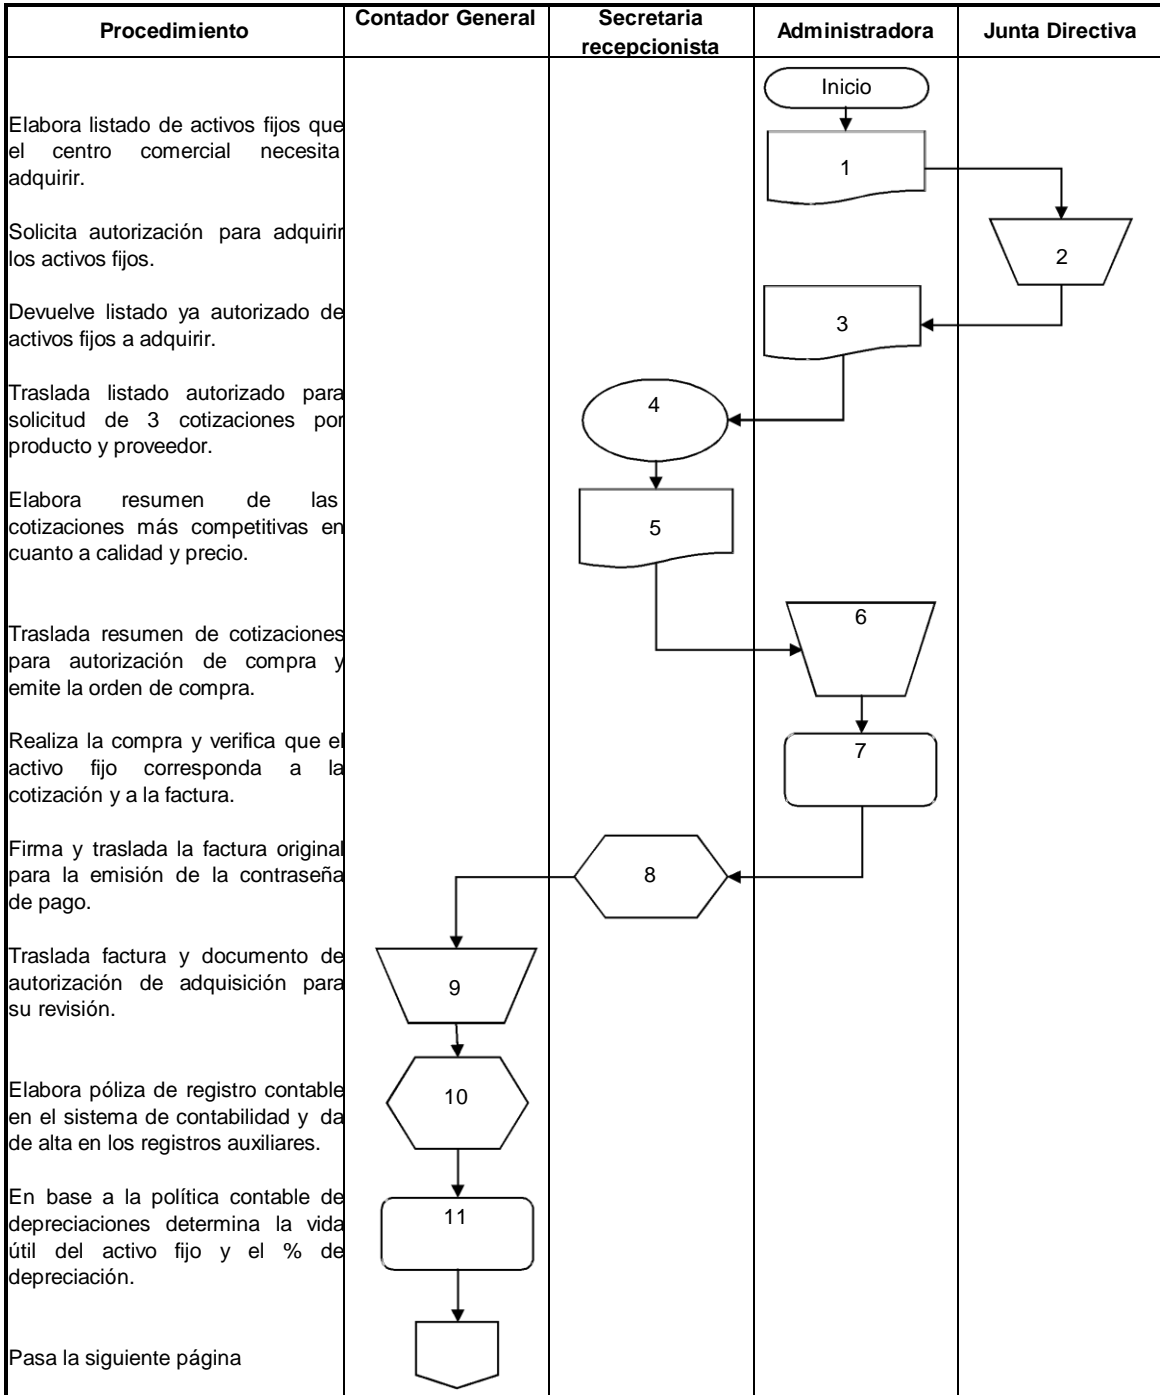 Procedimiento
Contador General
Secretaria
recepcionista
Administradora
Junta Directiva
Inicio
Elabora listado de activos fijos que
el centro comercial necesita
adquirir.
1
Solicita autorización para adquirir
los activos fijos.
2
Devuelve listado ya autorizado de
activos fijos a adquirir.
3
Traslada listado autorizado para
solicitud de 3 cotizaciones por
producto y proveedor.
4
Elabora resumen de las
cotizaciones más competitivas en
cuanto a calidad y precio.
5
Traslada resumen de cotizaciones
para autorización de compra y
emite la orden de compra.
6
Realiza la compra y verifica que el
activo fijo corresponda a la
cotización y a la factura.
7
Firma y traslada la factura original
para la emisión de la contraseña
de pago.
8
Traslada factura y documento de
autorización de adquisición para
su revisión.
9
Elabora póliza de registro contable
en el sistema de contabilidad y da
de alta en los registros auxiliares.
10
En base a la política contable de
depreciaciones determina la vida
útil del activo fijo y el % de
depreciación.
11
Pasa la siguiente página